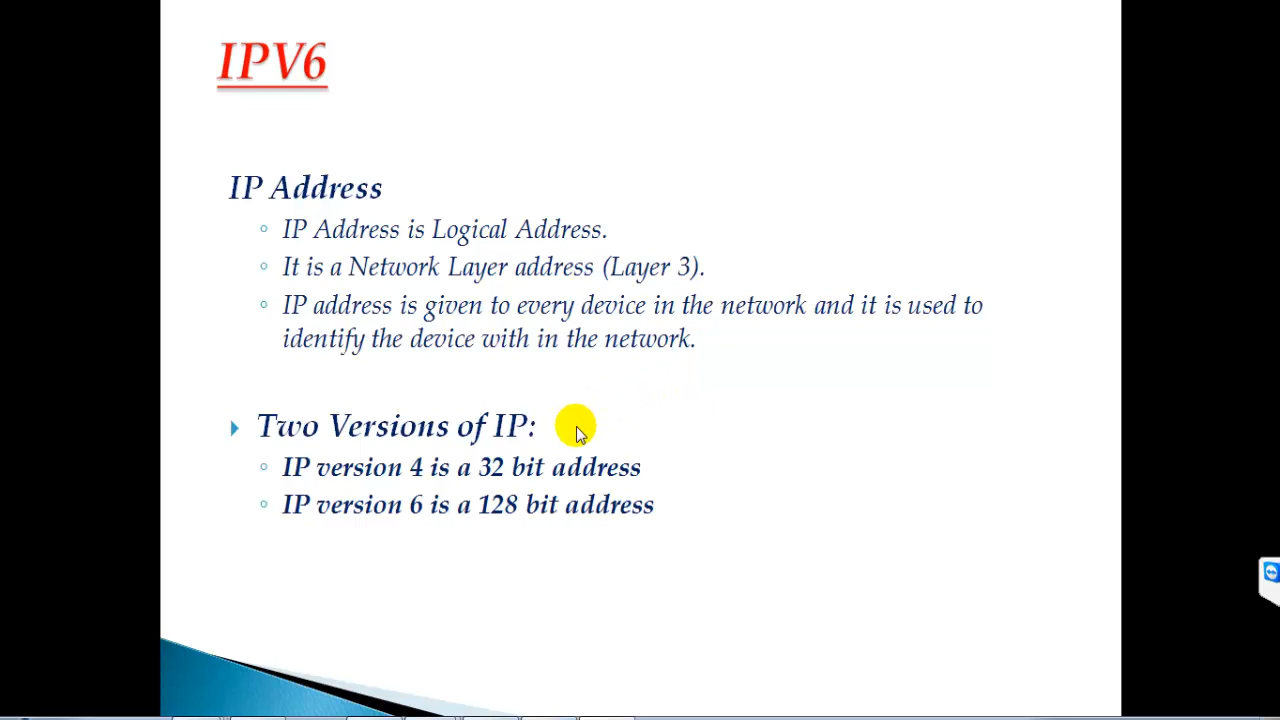 IPV6
IP Address
IP Address is Logical Address.
It is a Network Layer address (Layer 3).
IP address is given to every device in the network and it is used to
identify the device with in the network.
Two Versions of IP:
IP version 4 is a 32 bit address
IP version 6 is a 128 bit address